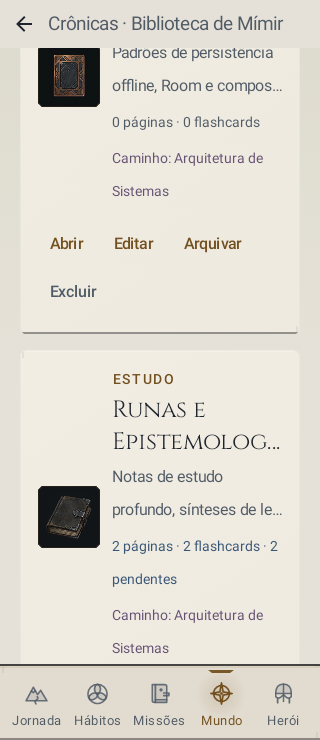 Crônicas · Biblioteca de Mímir
Padrões de persistência
offline, Room e compos…
0 páginas · 0 flashcards
Caminho: Arquitetura de
Sistemas
Abrir Editar Arquivar
Excluir
ESTUDO
Runas e
Epistemolog…
Notas de estudo
profundo, sínteses de le…
2 páginas · 2 flashcards · 2
pendentes
Caminho: Arquitetura de
Sistemas
Jornada Hábitos Missões Mundo Herói